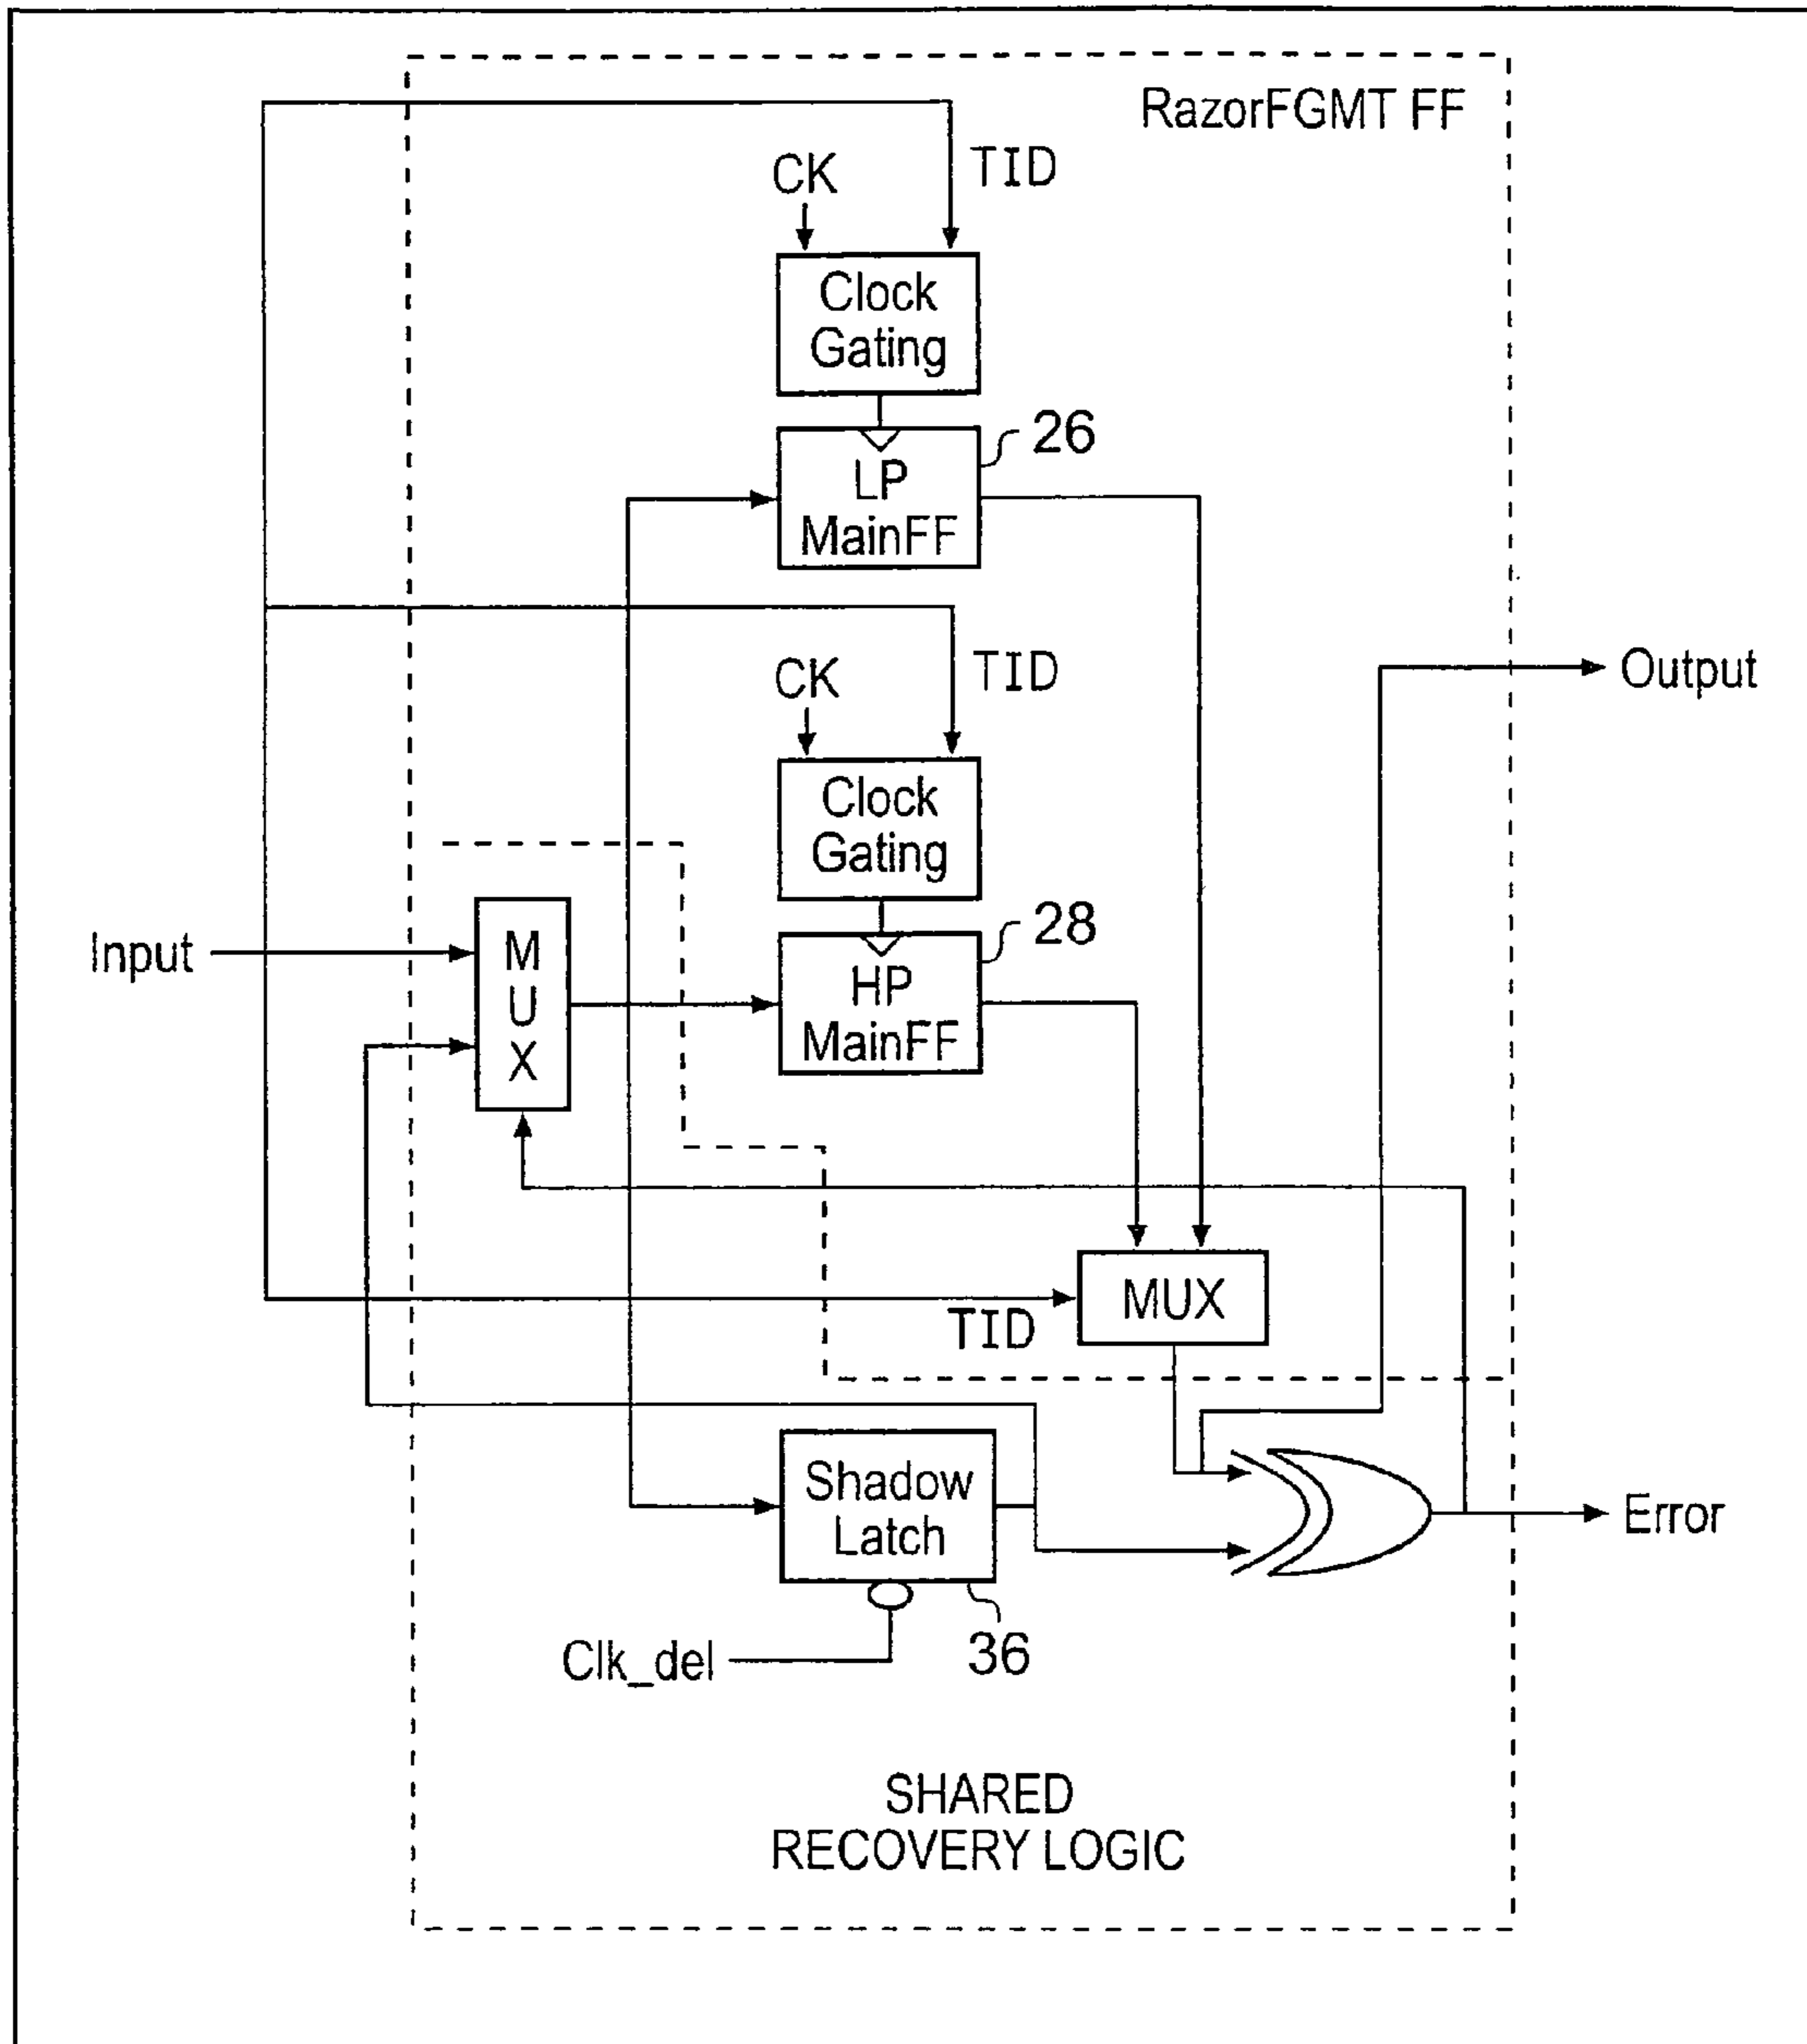 RazorFGMT FF
CK
TID
Clock
Gating
26
LP
MainFF
CK
TID
Output
Clock
Gating
Input
M
U
X
28
HP
MainFF
MUX
TID
Shadow
Latch
Error
36
Clk_del
SHARED
RECOVERY LOGIC